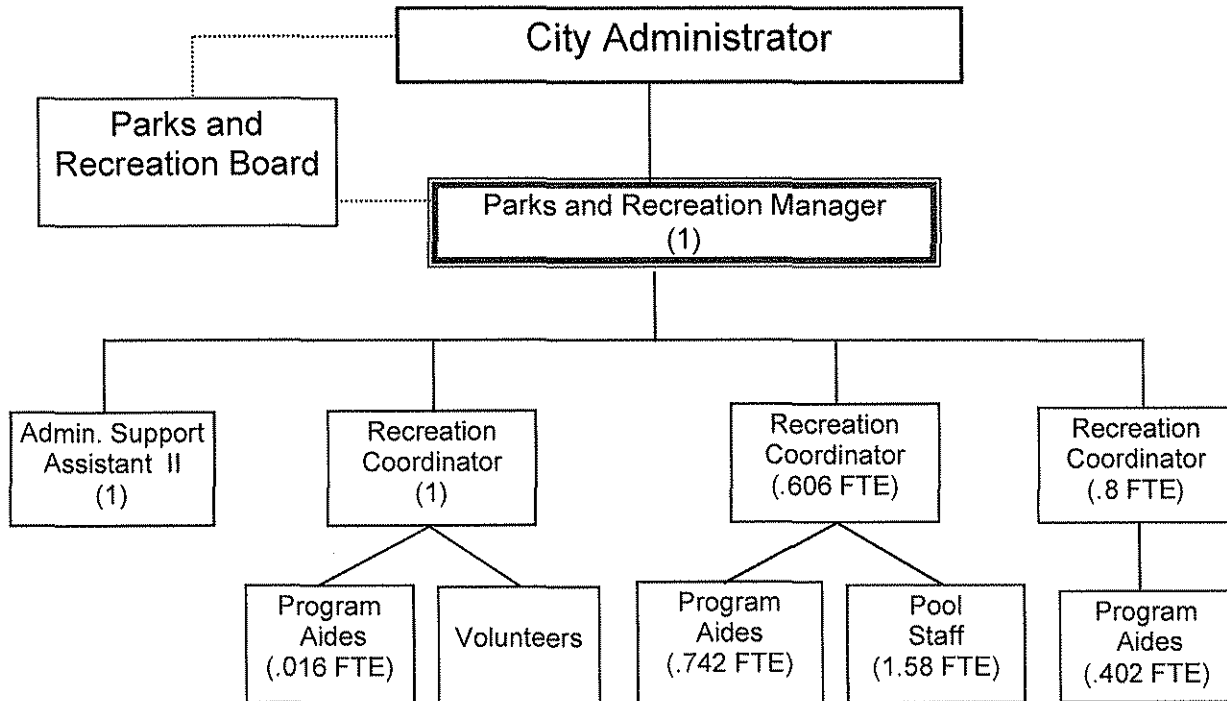 City Administrator
Parks and
Recreation Board
Parks and Recreation Manager
(1)
Admin. Support
Assistant II
(1)
Recreation
Coordinator
(1)
Recreation
Coordinator
(.606 FTE)
Recreation
Coordinator
(.8 FTE)
Program
Aides
(.016 FTE)
Volunteers
Program
Aides
(.742 FTE)
Pool
Staff
(1.58 FTE)
Program
Aides
(.402 FTE)